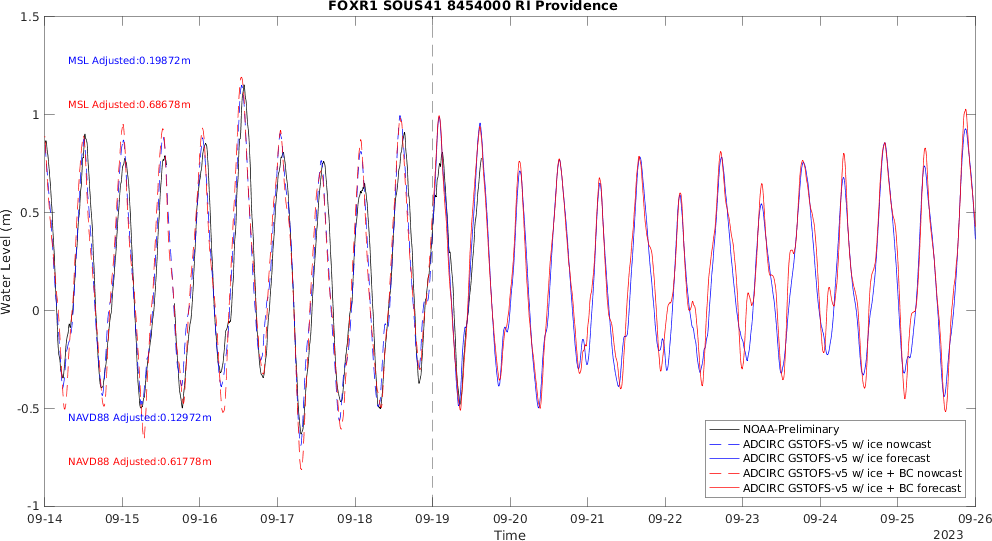 FOXR1 SOUS41 8454000 RI Providence
1.5
MSL Adjusted:0.19872m
MSL Adjusted:0.68678m
1
0.5
Water Level (m)
0
-0.5
NAVD88 Adjusted:0.12972m
NAVD88 Adjusted:0.61778m
-1
NOAA-Preliminary
ADCIRC GSTOFS-v5 w/ ice nowcast
ADCIRC GSTOFS-v5 w/ ice forecast
ADCIRC GSTOFS-v5 w/ ice + BC nowcast
ADCIRC GSTOFS-v5 w/ ice + BC forecast
09-14 09-15 09-16 09-17 09-18 09-19 09-20 09-21 09-22 09-23 09-24 09-25 09-26
Time
2023